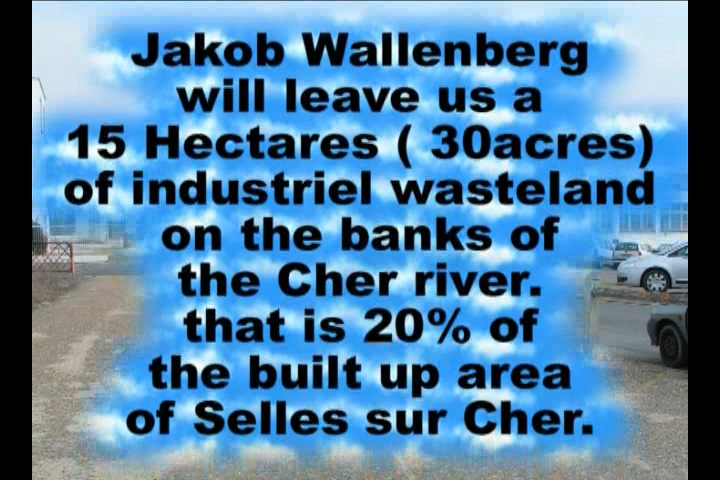 Jakob Wallenberg
will leave us a
15 Hectares ( 30acres)
of industriel wasteland
on the banks of
the Cher river.
that is 20% of
the built up area
of Selles sur Cher.